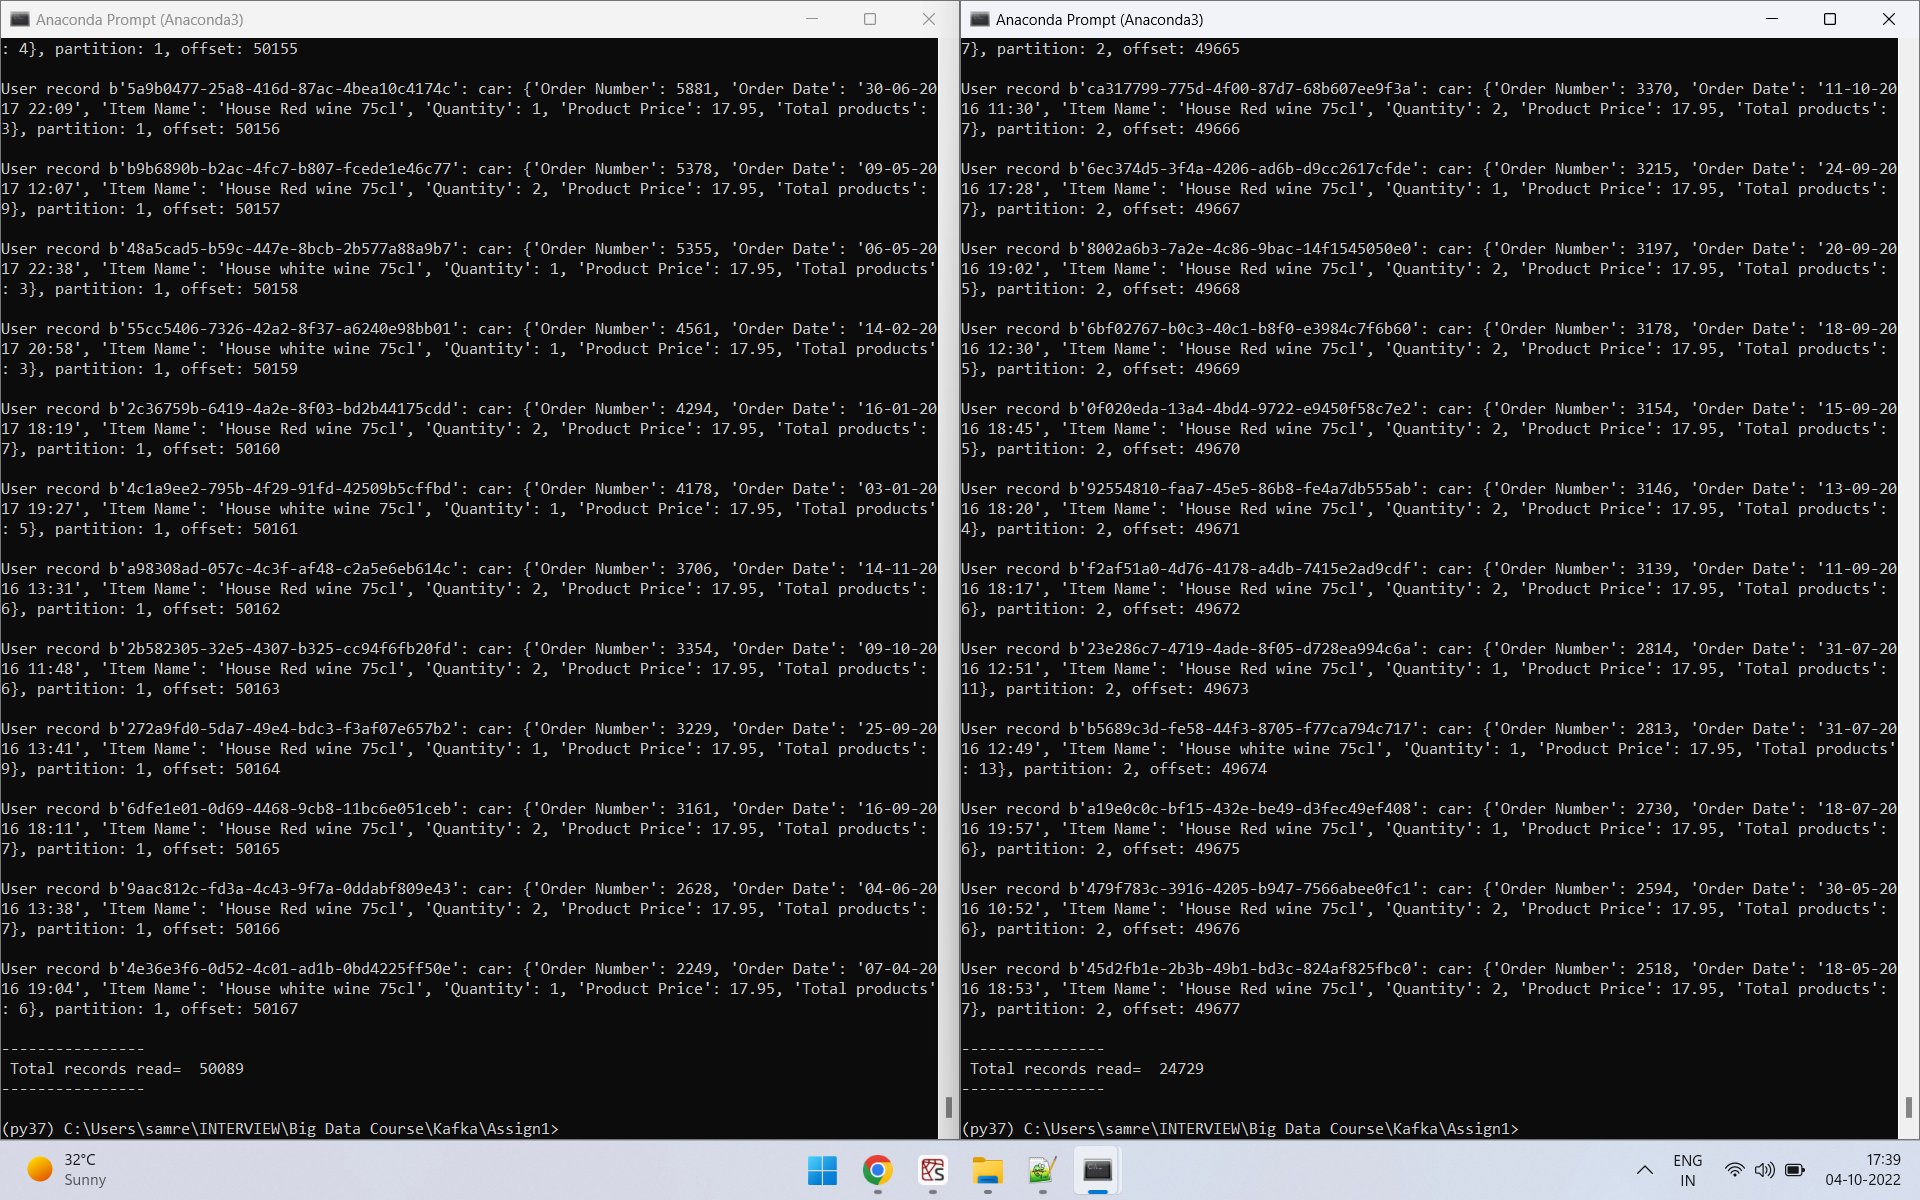 Anaconda Prompt (Anaconda3)
: 4}, partition: 1, offset: 50155
User record b'5a9b0477-25a8-416d-87ac-4bea10c4174c': car: {'Order Number': 5881, 'Order Date': '30-06-20
17 22:09', 'Item Name': 'House Red wine 75cl', 'Quantity': 1, 'Product Price': 17.95, 'Total products':
3}, partition: 1, offset: 50156
User record b'b9b6890b-b2ac-4fc7-b807-fcede1e46c77': car: {'Order Number': 5378, 'Order Date': '09-05-20
17 12:07', 'Item Name': 'House Red wine 75cl', 'Quantity': 2, 'Product Price': 17.95, 'Total products':
9}, partition: 1, offset: 50157
User record b'48a5cad5-b59c-447e-8bcb-2b577a88a9b7': car: {'Order Number': 5355, 'Order Date': '06-05-20
17 22:38', 'Item Name': 'House white wine 75cl', 'Quantity': 1, 'Product Price': 17.95, 'Total products'
: 3}, partition: 1, offset: 50158
User record b'55cc5406-7326-42a2-8f37-a6240e98bb01': car: {'Order Number': 4561, 'Order Date': '14-02-20
17 20:58', 'Item Name': 'House white wine 75cl', 'Quantity': 1, 'Product Price': 17.95, 'Total products'
: 3}, partition: 1, offset: 50159
User record b'2c36759b-6419-4a2e-8f03-bd2b44175cdd': car: {'Order Number': 4294, 'Order Date': '16-01-20
17 18:19', 'Item Name': 'House Red wine 75cl', 'Quantity': 2, 'Product Price': 17.95, 'Total products':
7}, partition: 1, offset: 50160
User record b'4c1a9ee2-795b-4f29-91fd-42509b5cffbd': car: {'Order Number': 4178, 'Order Date': '03-01-20
17 19:27', 'Item Name': 'House white wine 75cl', 'Quantity': 1, 'Product Price': 17.95, 'Total products'
: 5}, partition: 1, offset: 50161
User record b'a98308ad-057c-4c3f-af48-c2a5e6eb614c': car: {'Order Number': 3706, 'Order Date': '14-11-20
16 13:31', 'Item Name': 'House Red wine 75cl', 'Quantity': 2, 'Product Price': 17.95, 'Total products':
6}, partition: 1, offset: 50162
User record b'2b582305-32e5-4307-b325-cc94f6fb20fd': car: {'Order Number': 3354, 'Order Date': '09-10-20
16 11:48', 'Item Name': 'House Red wine 75cl', 'Quantity': 2, 'Product Price': 17.95, 'Total products':
6}, partition: 1, offset: 50163
User record b'272a9fd0-5da7-49e4-bdc3-f3af07e657b2': car: {'Order Number': 3229, 'Order Date': '25-09-20
16 13:41', 'Item Name': 'House Red wine 75cl', 'Quantity': 1, 'Product Price': 17.95, 'Total products':
9}, partition: 1, offset: 50164
User record b'6dfe1e01-0d69-4468-9cb8-11bc6e051ceb': car: {'Order Number': 3161, 'Order Date': '16-09-20
16 18:11', 'Item Name': 'House Red wine 75cl', 'Quantity': 2, 'Product Price': 17.95, 'Total products':
7}, partition: 1, offset: 50165
User record b'9aac812c-fd3a-4c43-9f7a-0ddabf809e43': car: {'Order Number': 2628, 'Order Date': '04-06-20
16 13:38', 'Item Name': 'House Red wine 75cl', 'Quantity': 2, 'Product Price': 17.95, 'Total products':
7}, partition: 1, offset: 50166
User record b'4e36e3f6-0d52-4c01-ad1b-0bd4225ff50e': car: {'Order Number': 2249, 'Order Date': '07-04-20
16 19:04', 'Item Name': 'House white wine 75cl', 'Quantity': 1, 'Product Price': 17.95, 'Total products'
: 6}, partition: 1, offset: 50167
----------------
Total records read=  50089
----------------
(py37) C:\Users\samre\INTERVIEW\Big Data Course\Kafka\Assign1>
Anaconda Prompt (Anaconda3)
7}, partition: 2, offset: 49665
User record b'ca317799-775d-4f00-87d7-68b607ee9f3a': car: {'Order Number': 3370, 'Order Date': '11-10-20
16 11:30', 'Item Name': 'House Red wine 75cl', 'Quantity': 2, 'Product Price': 17.95, 'Total products':
7}, partition: 2, offset: 49666
User record b'6ec374d5-3f4a-4206-ad6b-d9cc2617cfde': car: {'Order Number': 3215, 'Order Date': '24-09-20
16 17:28', 'Item Name': 'House Red wine 75cl', 'Quantity': 1, 'Product Price': 17.95, 'Total products':
7}, partition: 2, offset: 49667
User record b'8002a6b3-7a2e-4c86-9bac-14f1545050e0': car: {'Order Number': 3197, 'Order Date': '20-09-20
16 19:02', 'Item Name': 'House Red wine 75cl', 'Quantity': 2, 'Product Price': 17.95, 'Total products':
5}, partition: 2, offset: 49668
User record b'6bf02767-b0c3-40c1-b8f0-e3984c7f6b60': car: {'Order Number': 3178, 'Order Date': '18-09-20
16 12:30', 'Item Name': 'House Red wine 75cl', 'Quantity': 2, 'Product Price': 17.95, 'Total products':
5}, partition: 2, offset: 49669
User record b'0f020eda-13a4-4bd4-9722-e9450f58c7e2': car: {'Order Number': 3154, 'Order Date': '15-09-20
16 18:45', 'Item Name': 'House Red wine 75cl', 'Quantity': 2, 'Product Price': 17.95, 'Total products':
5}, partition: 2, offset: 49670
User record b'92554810-faa7-45e5-86b8-fe4a7db555ab': car: {'Order Number': 3146, 'Order Date': '13-09-20
16 18:20', 'Item Name': 'House Red wine 75cl', 'Quantity': 2, 'Product Price': 17.95, 'Total products':
4}, partition: 2, offset: 49671
User record b'f2af51a0-4d76-4178-a4db-7415e2ad9cdf': car: {'Order Number': 3139, 'Order Date': '11-09-20
16 18:17', 'Item Name': 'House Red wine 75cl', 'Quantity': 2, 'Product Price': 17.95, 'Total products':
6}, partition: 2, offset: 49672
User record b'23e286c7-4719-4ade-8f05-d728ea994c6a': car: {'Order Number': 2814, 'Order Date': '31-07-20
16 12:51', 'Item Name': 'House Red wine 75cl', 'Quantity': 1, 'Product Price': 17.95, 'Total products':
11}, partition: 2, offset: 49673
User record b'b5689c3d-fe58-44f3-8705-f77ca794c717': car: {'Order Number': 2813, 'Order Date': '31-07-20
16 12:49', 'Item Name': 'House white wine 75cl', 'Quantity': 1, 'Product Price': 17.95, 'Total products'
: 13}, partition: 2, offset: 49674
User record b'a19e0c0c-bf15-432e-be49-d3fec49ef408': car: {'Order Number': 2730, 'Order Date': '18-07-20
16 19:57', 'Item Name': 'House Red wine 75cl', 'Quantity': 1, 'Product Price': 17.95, 'Total products':
6}, partition: 2, offset: 49675
User record b'479f783c-3916-4205-b947-7566abee0fc1': car: {'Order Number': 2594, 'Order Date': '30-05-20
16 10:52', 'Item Name': 'House Red wine 75cl', 'Quantity': 2, 'Product Price': 17.95, 'Total products':
6}, partition: 2, offset: 49676
User record b'45d2fb1e-2b3b-49b1-bd3c-824af825fbc0': car: {'Order Number': 2518, 'Order Date': '18-05-20
16 18:53', 'Item Name': 'House Red wine 75cl', 'Quantity': 2, 'Product Price': 17.95, 'Total products':
7}, partition: 2, offset: 49677
----------------
Total records read=  24729
----------------
(py37) C:\Users\samre\INTERVIEW\Big Data Course\Kafka\Assign1>
32°C
Sunny
ENG
IN
17:39
04-10-2022